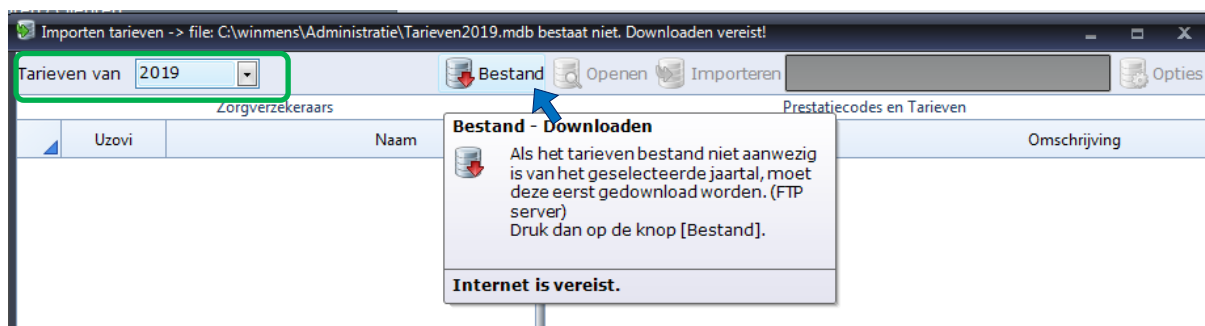 Importen tarieven -> file: C:\winmens\Administratie\Tarieven2019.mdb bestaat niet. Downloaden vereist!
Tarieven van 2019 Bestand Openen Importeren Opties
Zorgverzekeraars Prestatiecodes en Tarieven
Uzovi Naam Omschrijving
Bestand - Downloaden
Als het tarieven bestand niet aanwezig
is van het geselecteerde jaartal, moet
deze eerst gedownload worden. (FTP
server)
Druk dan op de knop [Bestand].
Internet is vereist.